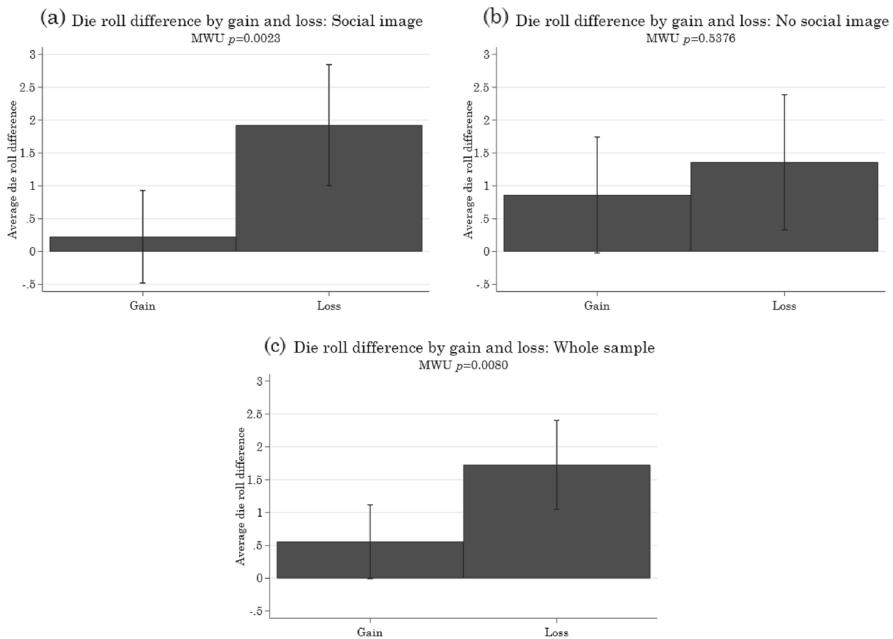 (a) Die roll difference by gain and loss: Social image
MWU p=0.0023
Average die roll difference
3
2.5
2
1.5
1
.5
0
-.5
Gain Loss
(b) Die roll difference by gain and loss: No social image
MWU p=0.5376
Average die roll difference
3
2.5
2
1.5
1
.5
0
-.5
Gain Loss
(c) Die roll difference by gain and loss: Whole sample
MWU p=0.0080
Average die roll difference
3
2.5
2
1.5
1
.5
0
-.5
Gain Loss